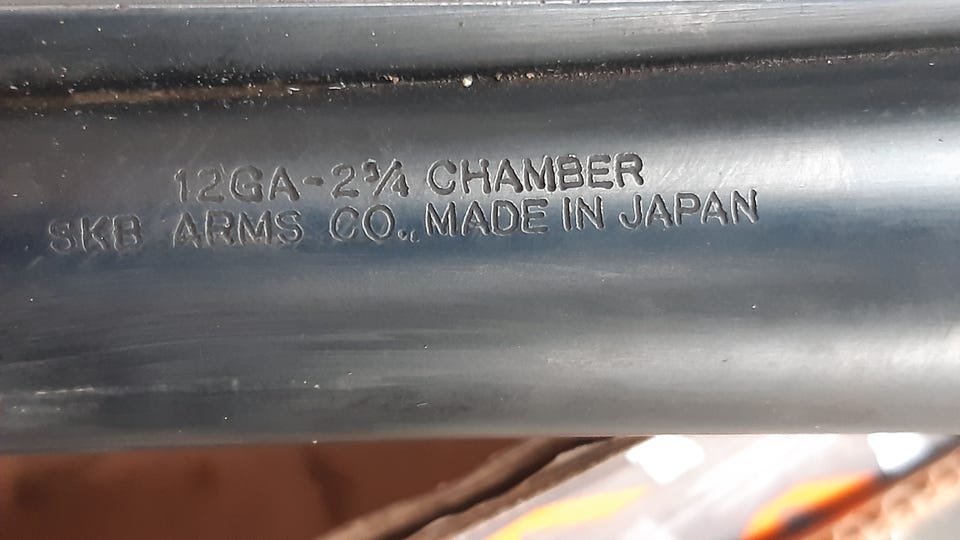 12GA-2¾ CHAMBER
SKB ARMS CO., MADE IN JAPAN